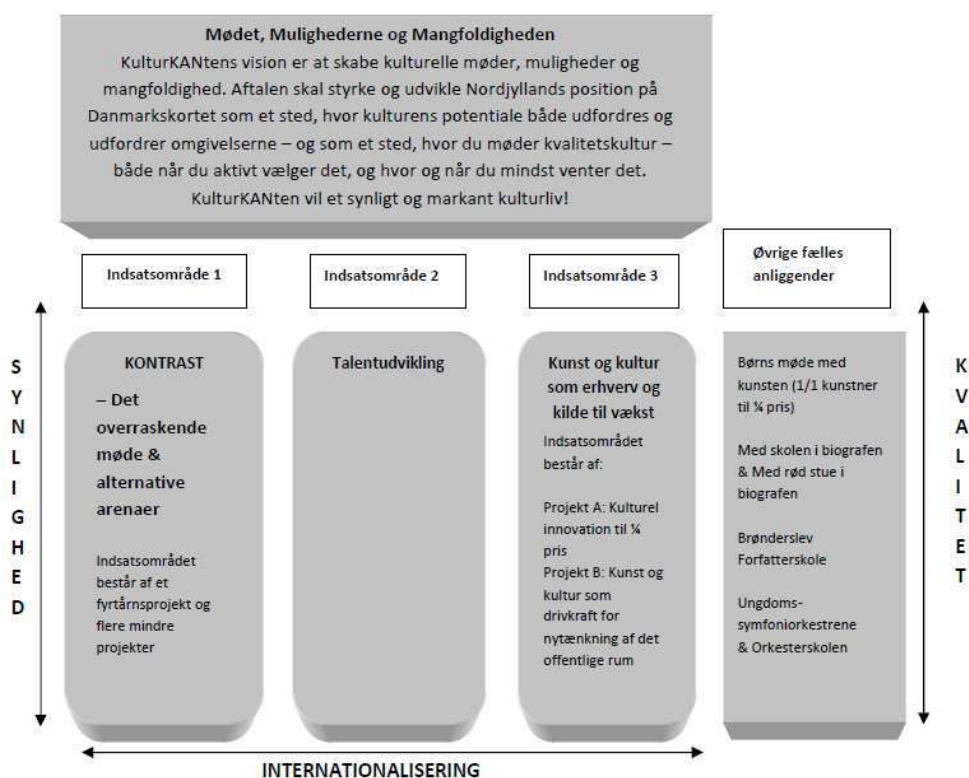 Mødet, Mulighederne og Mangfoldigheden
KulturKANtens vision er at skabe kulturelle møder, muligheder og
mangfoldighed. Aftalen skal styrke og udvikle Nordjyllands position på
Danmarkskortet som et sted, hvor kulturens potentiale både udfordres og
udfordrer omgivelserne – og som et sted, hvor du møder kvalitetskultur –
både når du aktivt vælger det, og hvor og når du mindst venter det.
KulturKANten vil et synligt og markant kulturliv!
Indsatsområde 1
Indsatsområde 2
Indsatsområde 3
Øvrige fælles
anliggender
SYNLIGHED
KONTRAST
– Det
overraskende
møde &
alternative
arenaer
Indsatsområdet
består af et
fyrtårnsprojekt og
flere mindre
projekter
Talentudvikling
Kunst og kultur
som erhverv og
kilde til vækst
Indsatsområdet
består af:
Projekt A: Kulturel
innovation til ¼
pris
Projekt B: Kunst og
kultur som
drivkraft for
nytænkning af det
offentlige rum
Børns møde med
kunsten (1/1 kunstner
til ¼ pris)
Med skolen i biografen
& Med rød stue i
biografen
Brønderslev
Forfatterskole
Ungdoms-
symfoniorkestrene
& Orkesterskolen
KVALITET
INTERNATIONALISERING